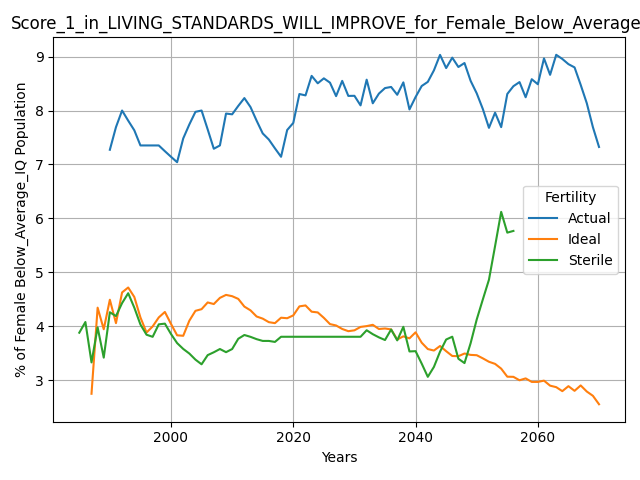 Score_1_in_LIVING_STANDARDS_WILL_IMPROVE_for_Female_Below_Average
9
8
7
6
5
4
3
% of Female Below_Average_IQ Population
Fertility
Actual
Ideal
Sterile
2000 2020 2040 2060
Years